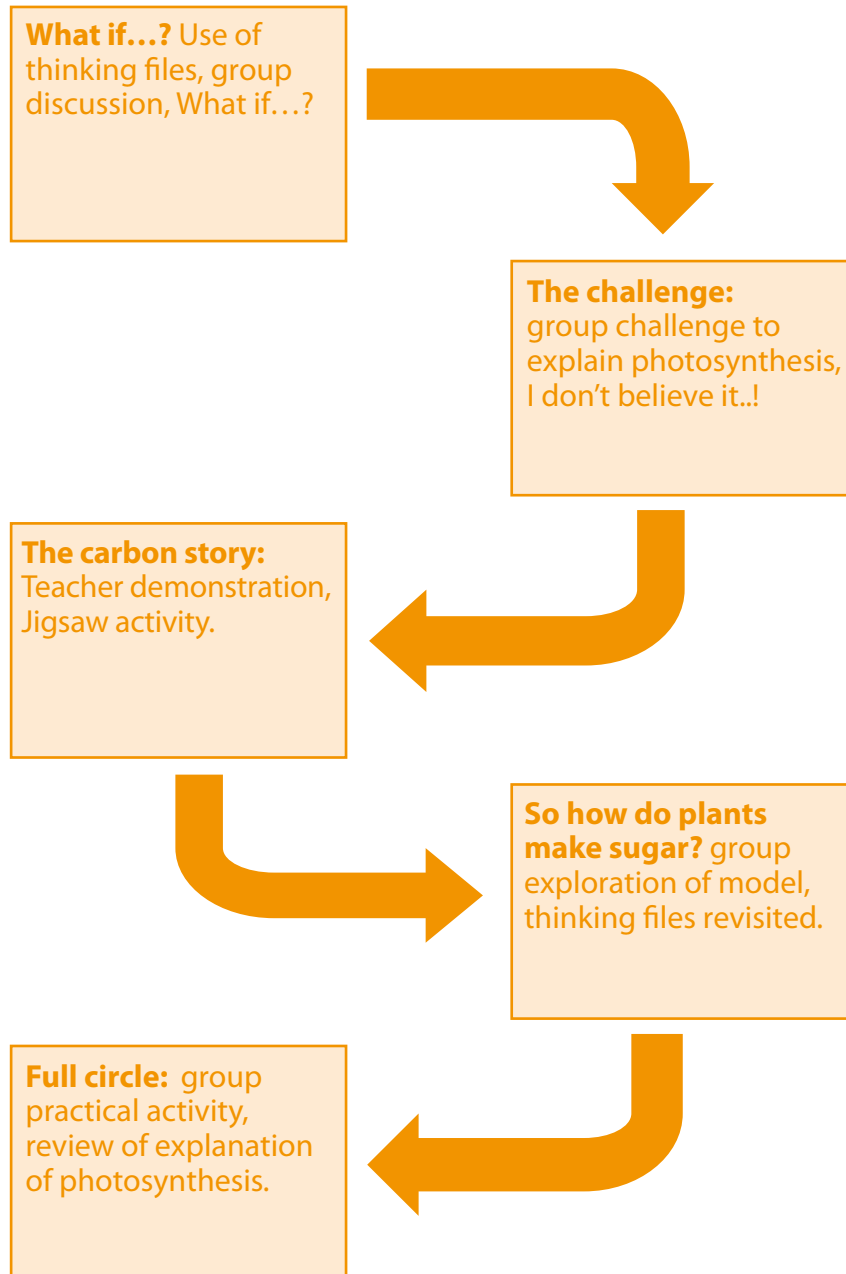 What if…? Use of
thinking files, group
discussion, What if…?
The challenge:
group challenge to
explain photosynthesis,
I don’t believe it..!
The carbon story:
Teacher demonstration,
Jigsaw activity.
So how do plants
make sugar? group
exploration of model,
thinking files revisited.
Full circle: group
practical activity,
review of explanation
of photosynthesis.